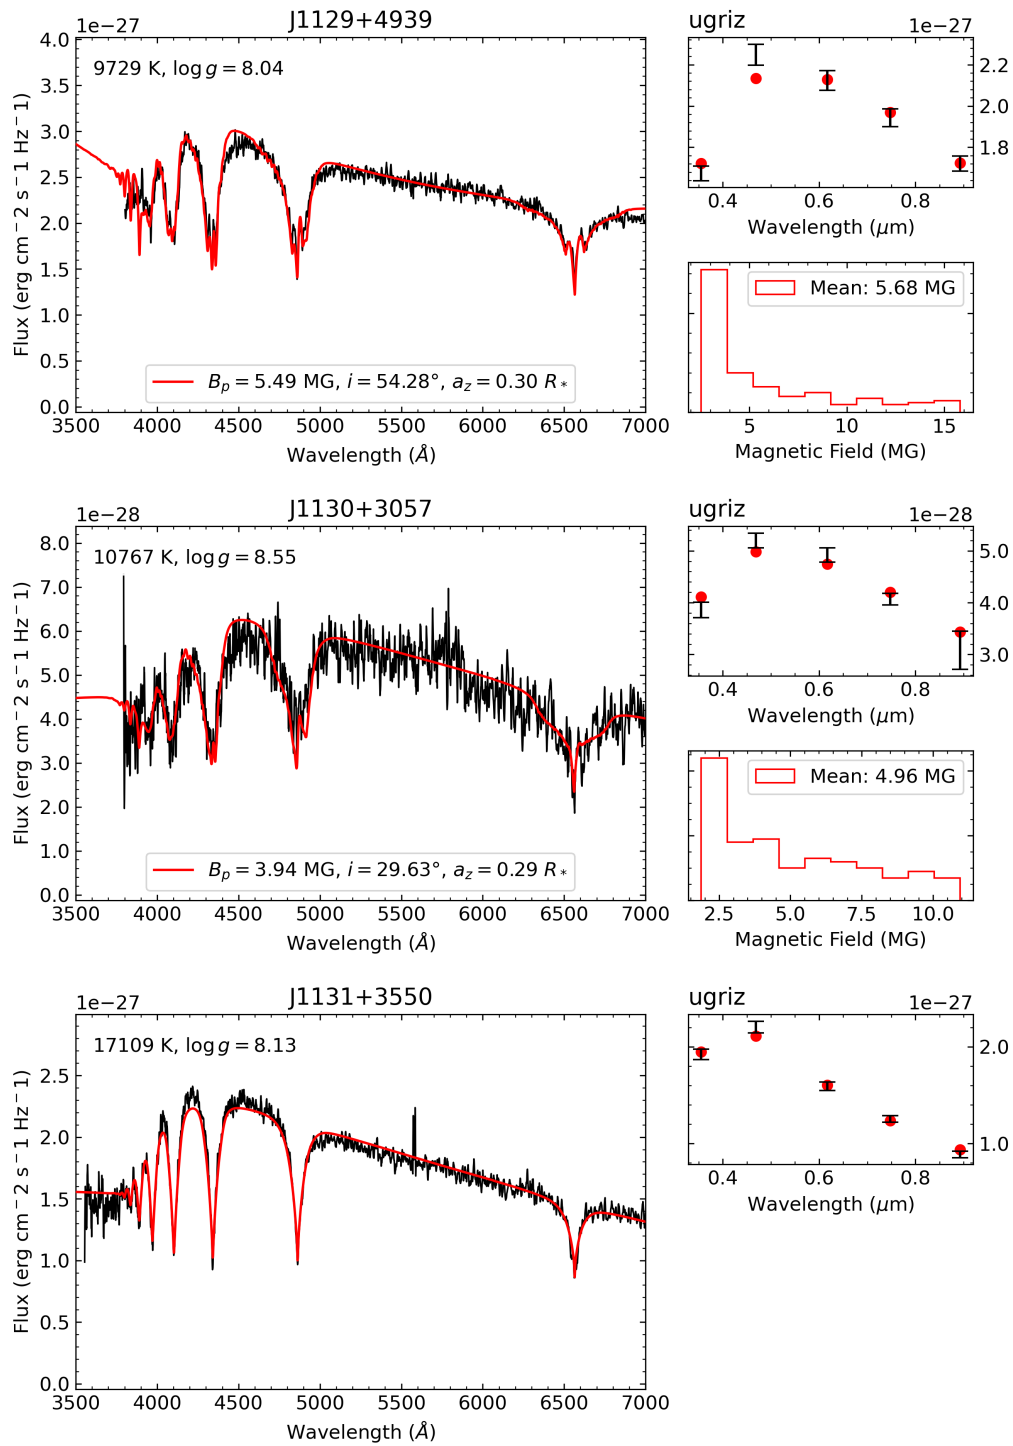 J1129+4939
1e−27
9729 K, log g = 8.04
4.0
3.5
3.0
2.5
2.0
1.5
1.0
0.5
0.0
Flux (erg cm−2 s−1 Hz−1)
B_p = 5.49 MG, i = 54.28°, a_z = 0.30 R_*
3500 4000 4500 5000 5500 6000 6500 7000
Wavelength (Å)
ugriz
1e−27
2.2
2.0
1.8
0.4 0.6 0.8
Wavelength (μm)
Mean: 5.68 MG
5 10 15
Magnetic Field (MG)
J1130+3057
1e−28
10767 K, log g = 8.55
8.0
7.0
6.0
5.0
4.0
3.0
2.0
1.0
0.0
Flux (erg cm−2 s−1 Hz−1)
B_p = 3.94 MG, i = 29.63°, a_z = 0.29 R_*
3500 4000 4500 5000 5500 6000 6500 7000
Wavelength (Å)
ugriz
1e−28
5.0
4.0
3.0
0.4 0.6 0.8
Wavelength (μm)
Mean: 4.96 MG
2.5 5.0 7.5 10.0
Magnetic Field (MG)
J1131+3550
1e−27
17109 K, log g = 8.13
2.5
2.0
1.5
1.0
0.5
0.0
Flux (erg cm−2 s−1 Hz−1)
3500 4000 4500 5000 5500 6000 6500 7000
Wavelength (Å)
ugriz
1e−27
2.0
1.0
0.4 0.6 0.8
Wavelength (μm)